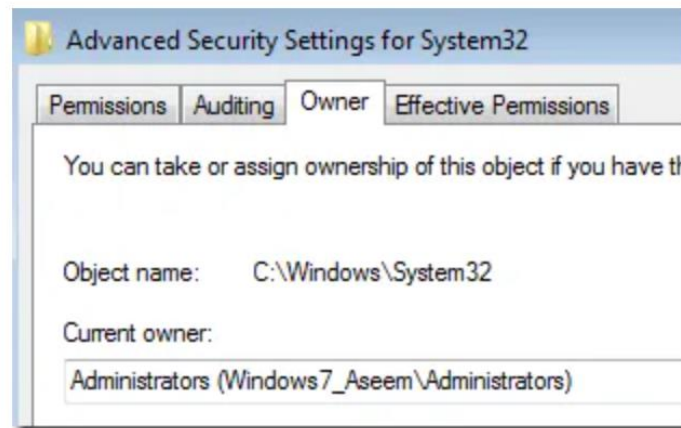 Advanced Security Settings for System32
Permissions Auditing Owner Effective Permissions
You can take or assign ownership of this object if you have
Object name: C:\Windows\System32
Current owner:
Administrators (Windows7_Aseem\Administrators)